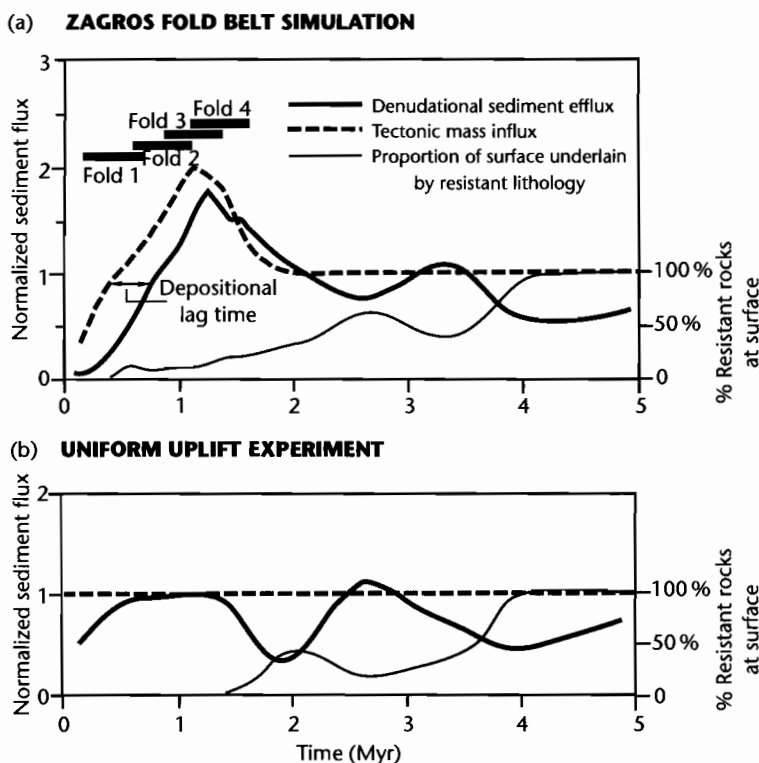 (a) ZAGROS FOLD BELT SIMULATION
3
2
1
0
Normalized sediment flux
Fold 4
Fold 3
Fold 2
Fold 1
Denudational sediment efflux
Tectonic mass influx
Proportion of surface underlain
by resistant lithology
Depositional
lag time
100 %
50 %
0
% Resistant rocks
at surface
0 1 2 3 4 5
(b) UNIFORM UPLIFT EXPERIMENT
2
1
0
Normalized sediment flux
100 %
50 %
0
% Resistant rocks
at surface
0 1 2 3 4 5
Time (Myr)